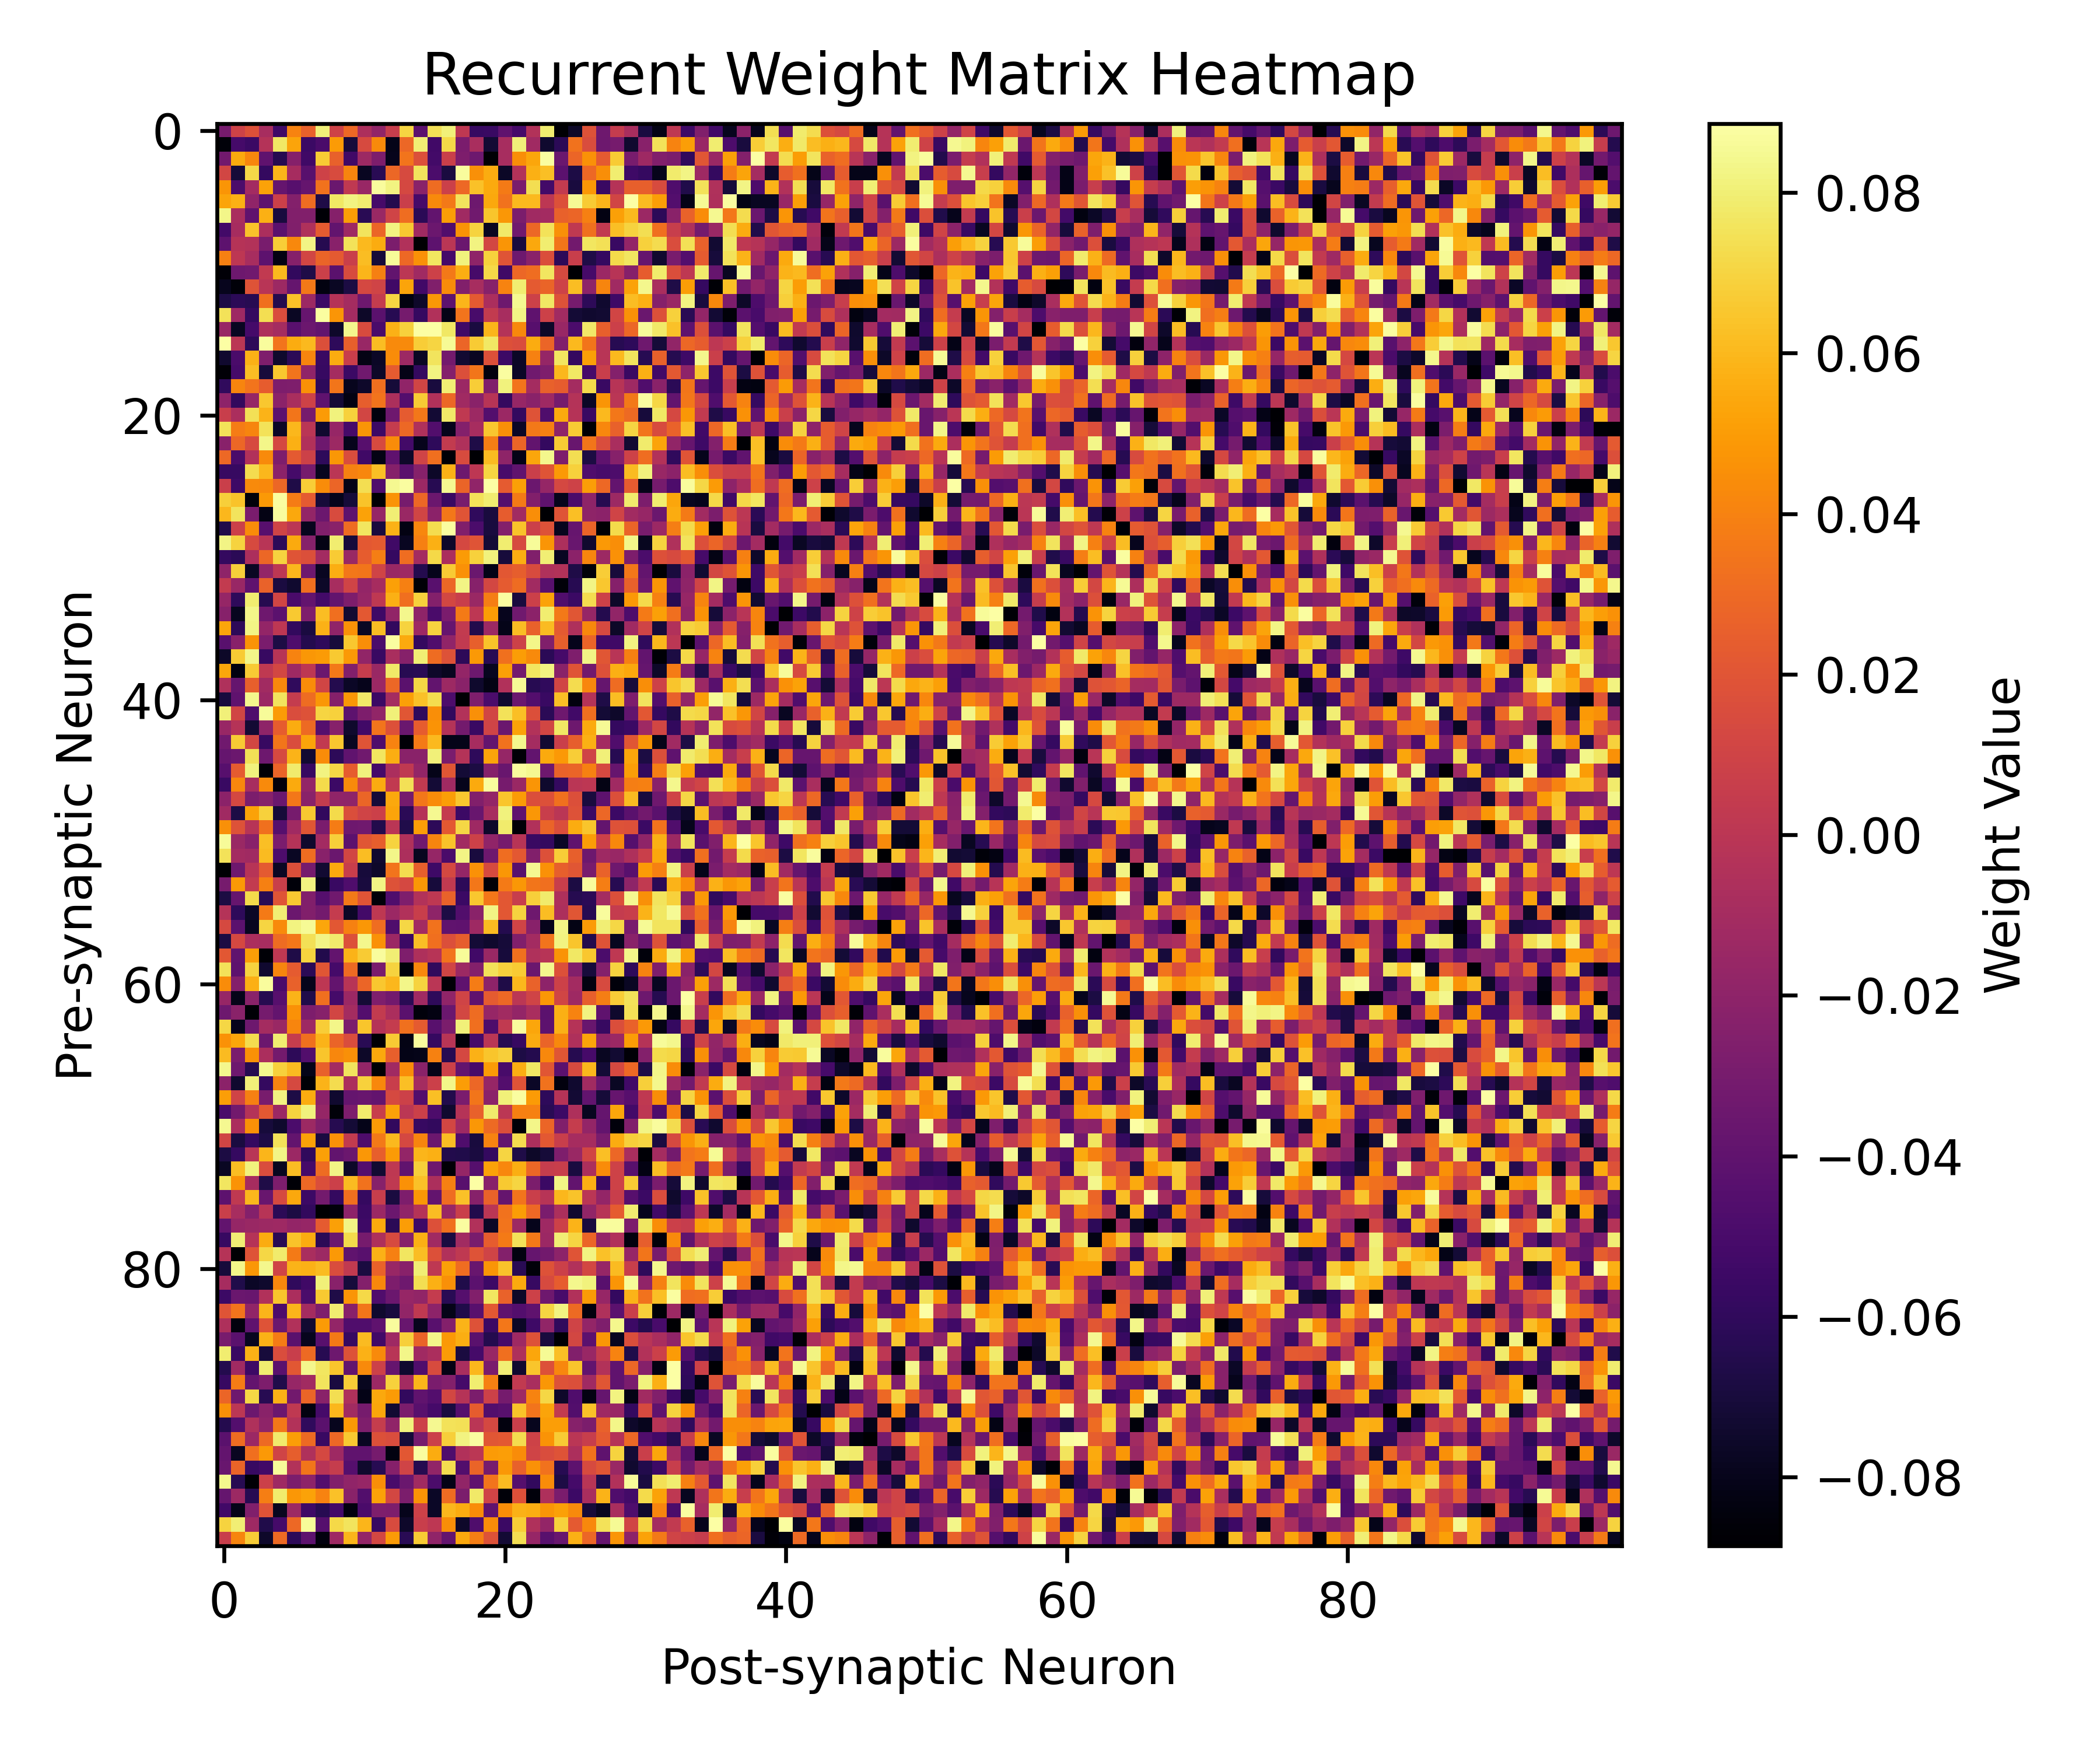 Recurrent Weight Matrix Heatmap
0
20
40
60
80
Pre-synaptic Neuron
0 20 40 60 80
Post-synaptic Neuron
0.08
0.06
0.04
0.02
0.00
−0.02
−0.04
−0.06
−0.08
Weight Value